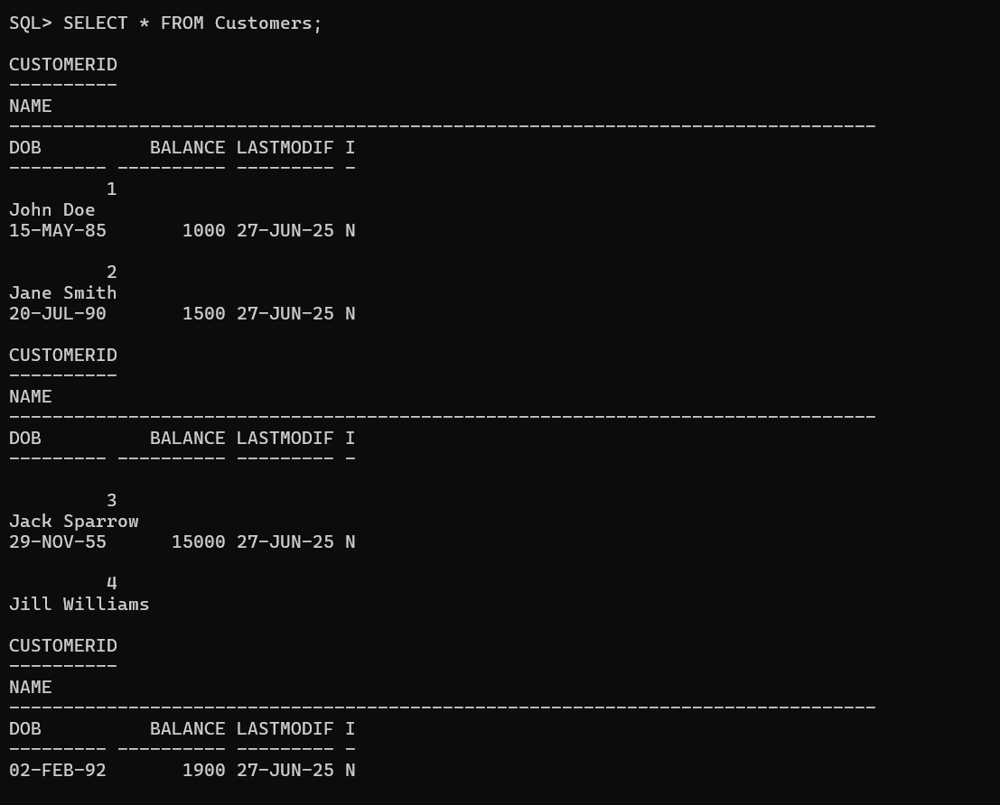 SQL> SELECT * FROM Customers;
CUSTOMERID
----------
NAME
--------------------------------------------------------------------------------
DOB          BALANCE LASTMODIF I
--------- ---------- --------- -
         1
John Doe
15-MAY-85       1000 27-JUN-25 N
         2
Jane Smith
20-JUL-90       1500 27-JUN-25 N
CUSTOMERID
----------
NAME
--------------------------------------------------------------------------------
DOB          BALANCE LASTMODIF I
--------- ---------- --------- -
         3
Jack Sparrow
29-NOV-55      15000 27-JUN-25 N
         4
Jill Williams
CUSTOMERID
----------
NAME
--------------------------------------------------------------------------------
DOB          BALANCE LASTMODIF I
--------- ---------- --------- -
02-FEB-92       1900 27-JUN-25 N